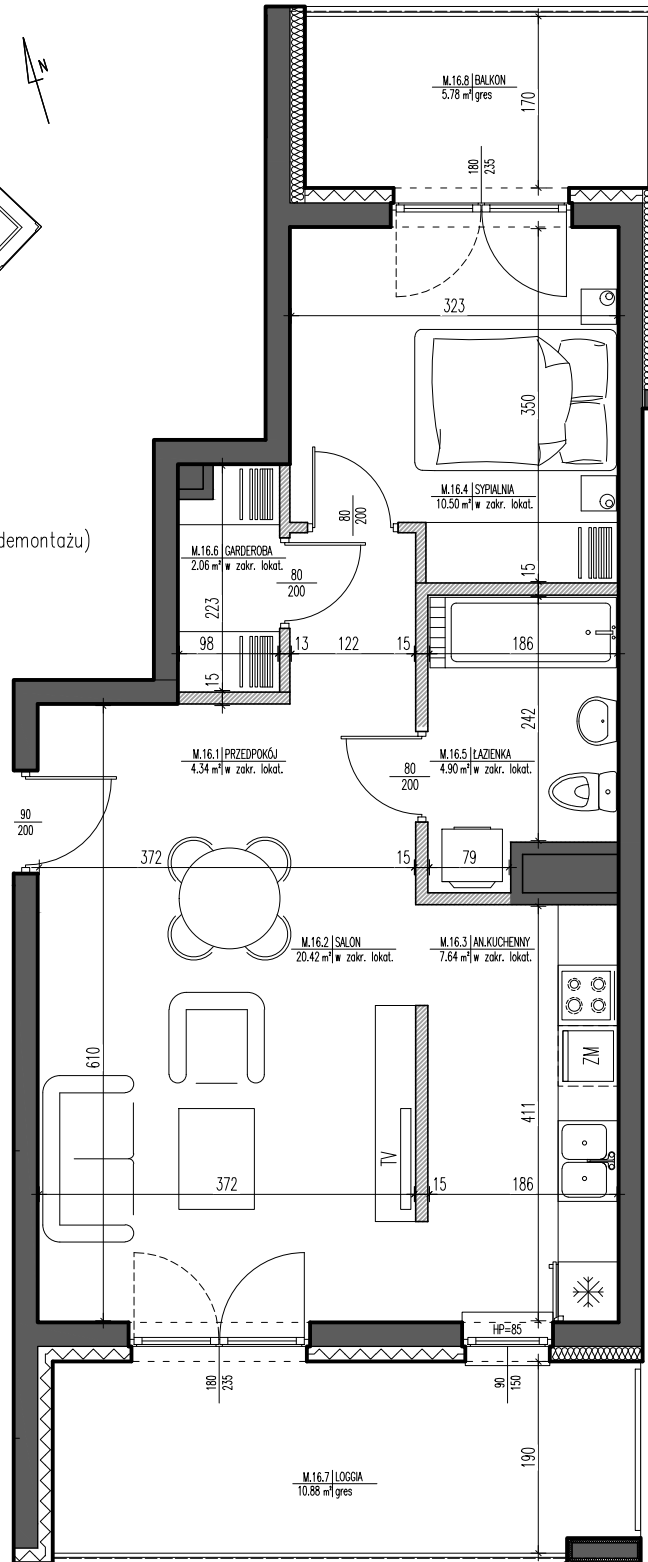 N
M.16.8 BALKON
5.78 m² gres
170
180
235
323
350
M.16.4 SYPIALNIA
10.50 m² w zakr. lokat.
80
200
demontażu)
M.16.6 GARDEROBA
2.06 m² w zakr. lokat.
80
200
15
223
98
13
122
15
186
15
242
M.16.1 PRZEDPOKÓJ
4.34 m² w zakr. lokat.
M.16.5 ŁAZIENKA
4.90 m² w zakr. lokat.
80
200
90
200
372
15
79
M.16.2 SALON
20.42 m² w zakr. lokat.
M.16.3 AN.KUCHENNY
7.64 m² w zakr. lokat.
610
ZM
411
TV
372
15
186
HP=85
180
235
90
150
190
M.16.7 LOGGIA
10.88 m² gres